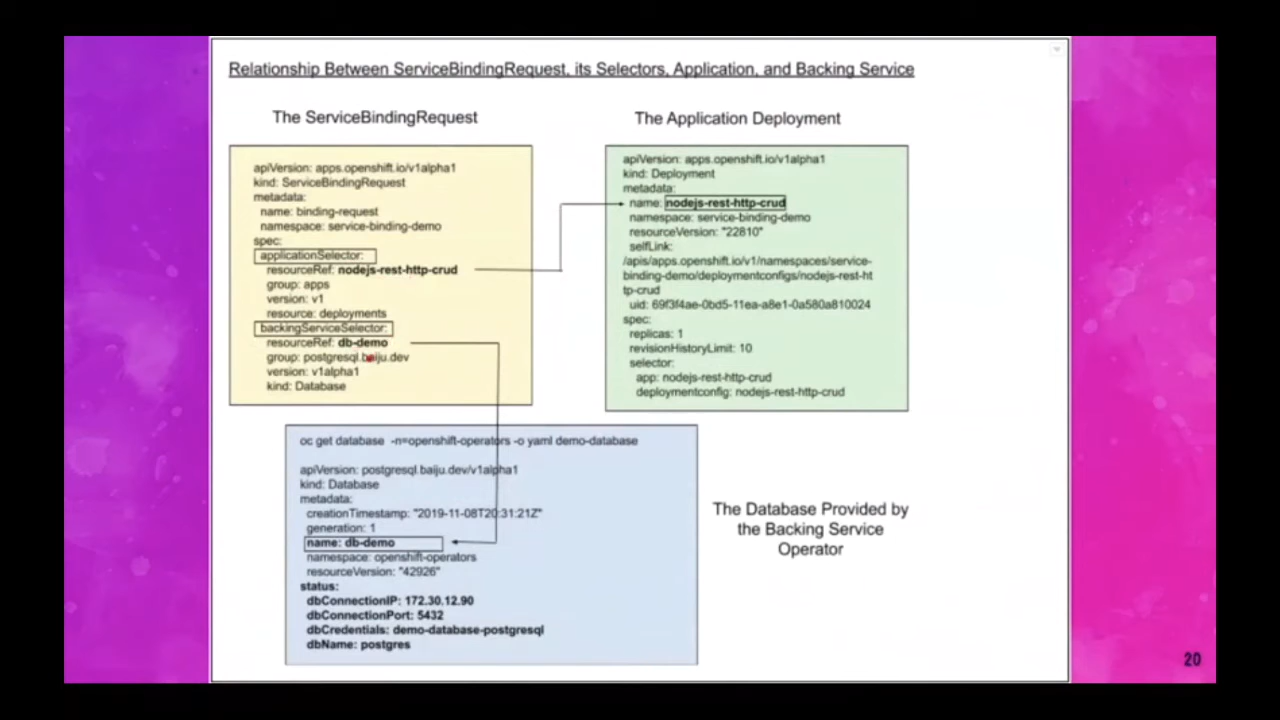 Relationship Between ServiceBindingRequest, its Selectors, Application, and Backing Service
The ServiceBindingRequest
apiVersion: apps.openshift.io/v1alpha1
kind: ServiceBindingRequest
metadata:
name: binding-request
namespace: service-binding-demo
spec:
applicationSelector:
resourceRef: nodejs-rest-http-crud
group: apps
version: v1
resource: deployments
backingServiceSelector:
resourceRef: db-demo
group: postgresql.baiju.dev
version: v1alpha1
kind: Database
The Application Deployment
apiVersion: apps.openshift.io/v1alpha1
kind: Deployment
metadata:
name: nodejs-rest-http-crud
namespace: service-binding-demo
resourceVersion: "22810"
selfLink:
/apis/apps.openshift.io/v1/namespaces/service-
binding-demo/deploymentconfigs/nodejs-rest-ht
tp-crud
uid: 69f3f4ae-0bd5-11ea-a8e1-0a580a810024
spec:
replicas: 1
revisionHistoryLimit: 10
selector:
app: nodejs-rest-http-crud
deploymentconfig: nodejs-rest-http-crud
oc get database -n=openshift-operators -o yaml demo-database
apiVersion: postgresql.baiju.dev/v1alpha1
kind: Database
metadata:
creationTimestamp: "2019-11-08T20:31:21Z"
generation: 1
name: db-demo
namespace: openshift-operators
resourceVersion: "42926"
status:
dbConnectionIP: 172.30.12.90
dbConnectionPort: 5432
dbCredentials: demo-database-postgresql
dbName: postgres
The Database Provided by
the Backing Service
Operator
20